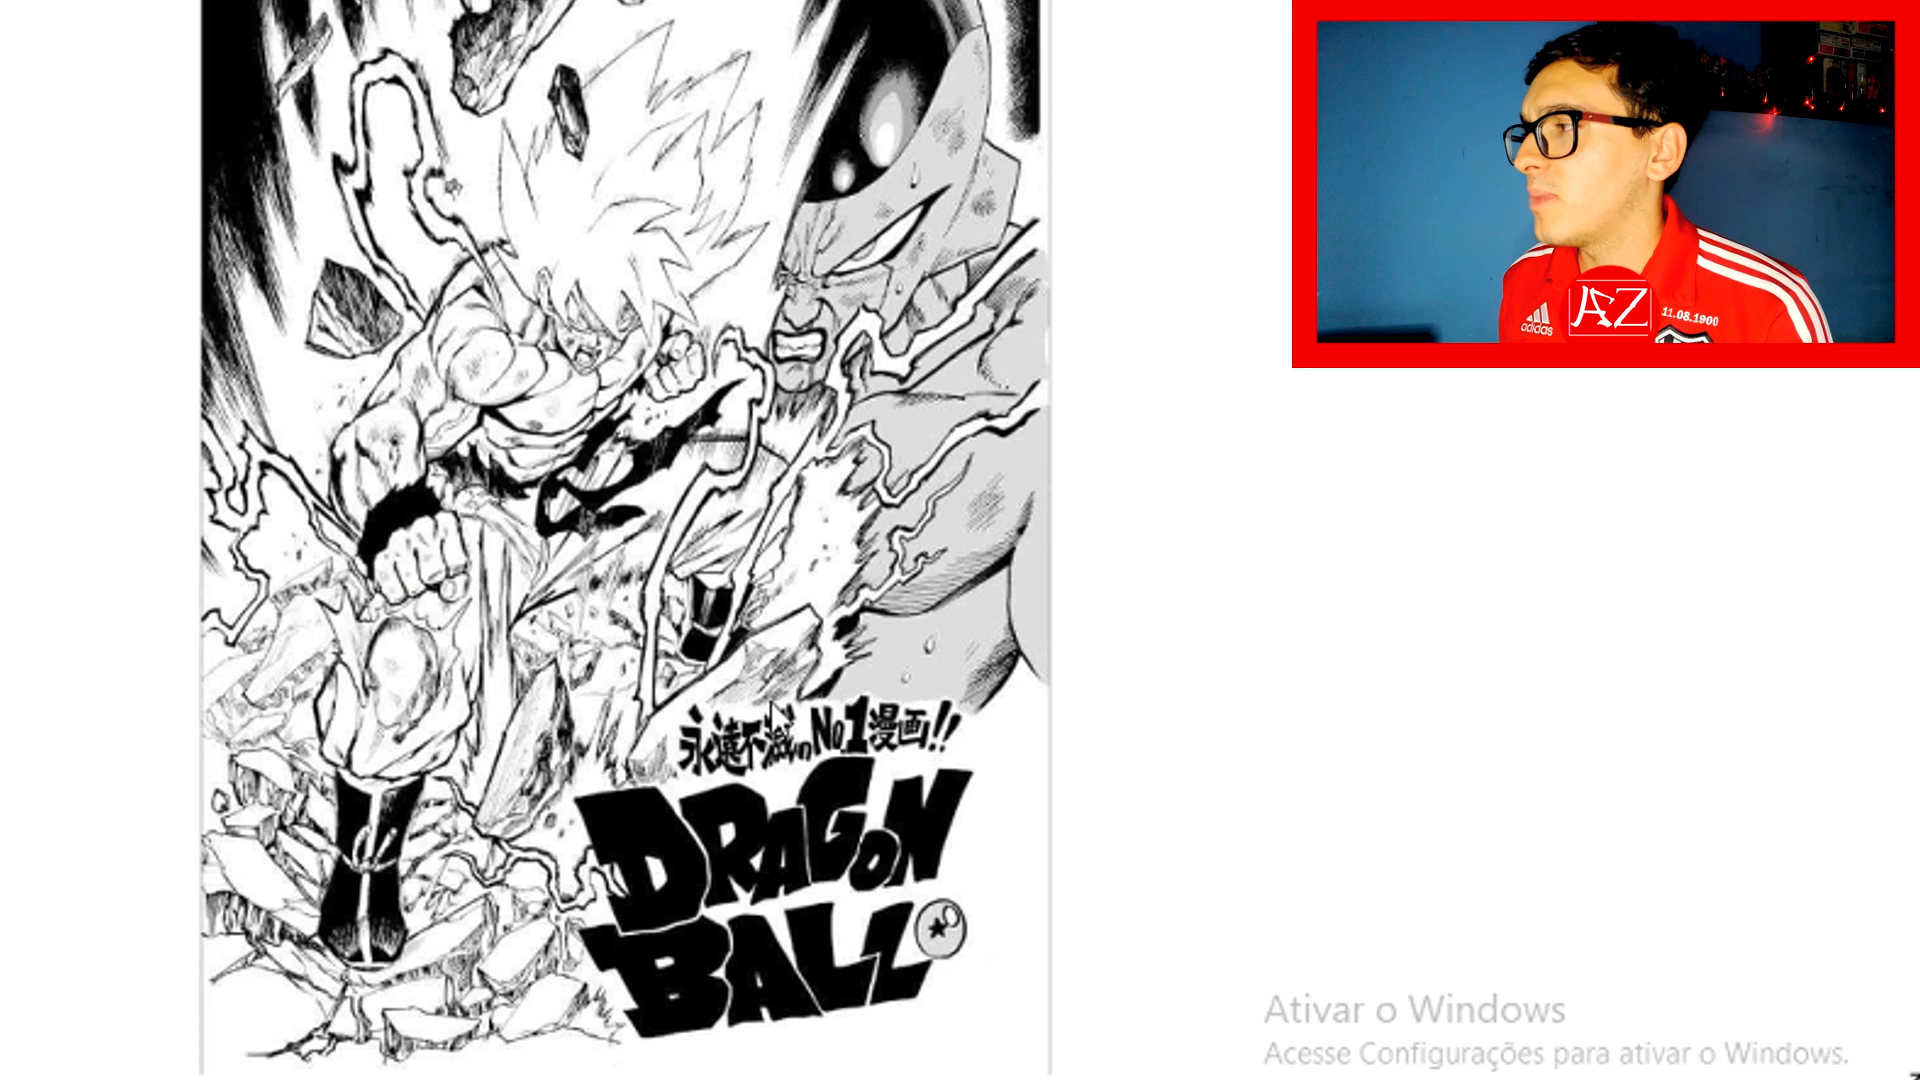 adidas
AZ
11.08.1900
永遠不滅のNo.1漫画!!
DRAGON
BALL
Ativar o Windows
Acesse Configurações para ativar o Windows.